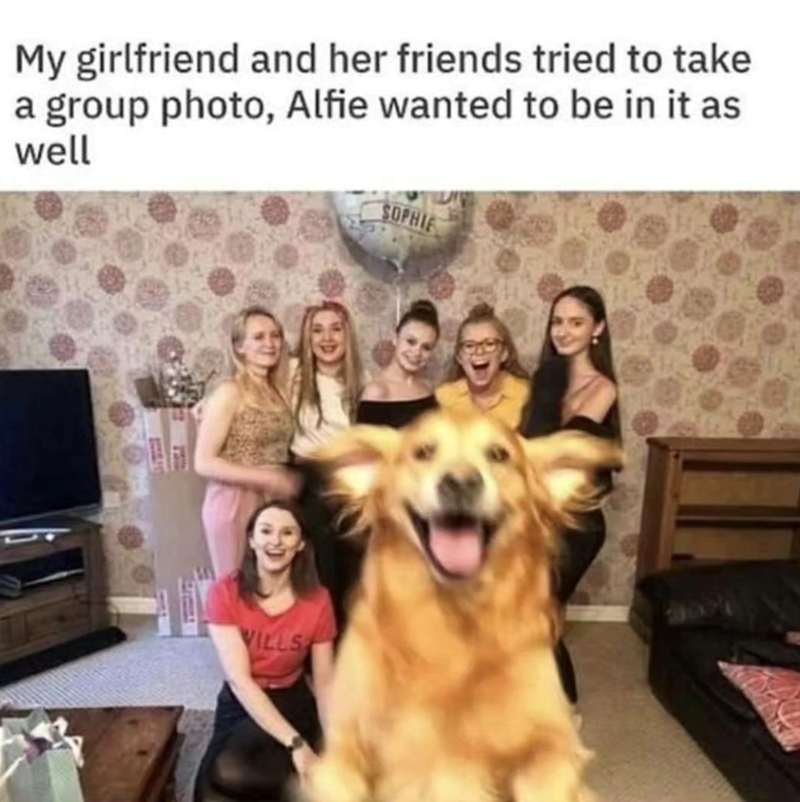 My girlfriend and her friends tried to take
a group photo, Alfie wanted to be in it as
well
SOPHIE
WILLS